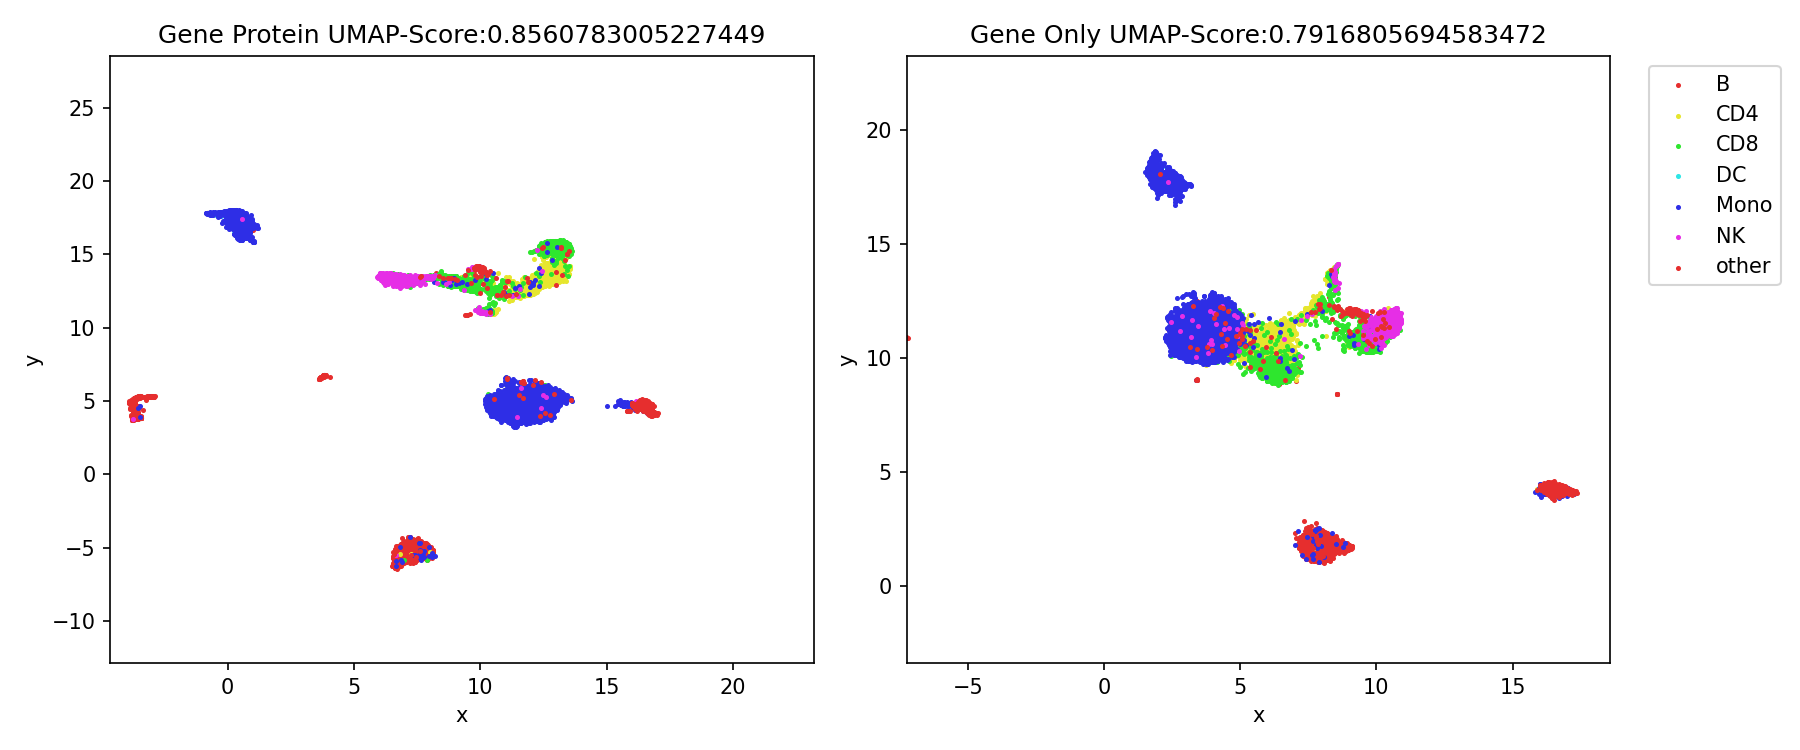 Gene Protein UMAP-Score:0.8560783005227449
25
20
15
10
5
0
−5
−10
y
0
5
10
15
20
x
Gene Only UMAP-Score:0.7916805694583472
20
15
10
5
0
y
−5
0
5
10
15
x
B
CD4
CD8
DC
Mono
NK
other